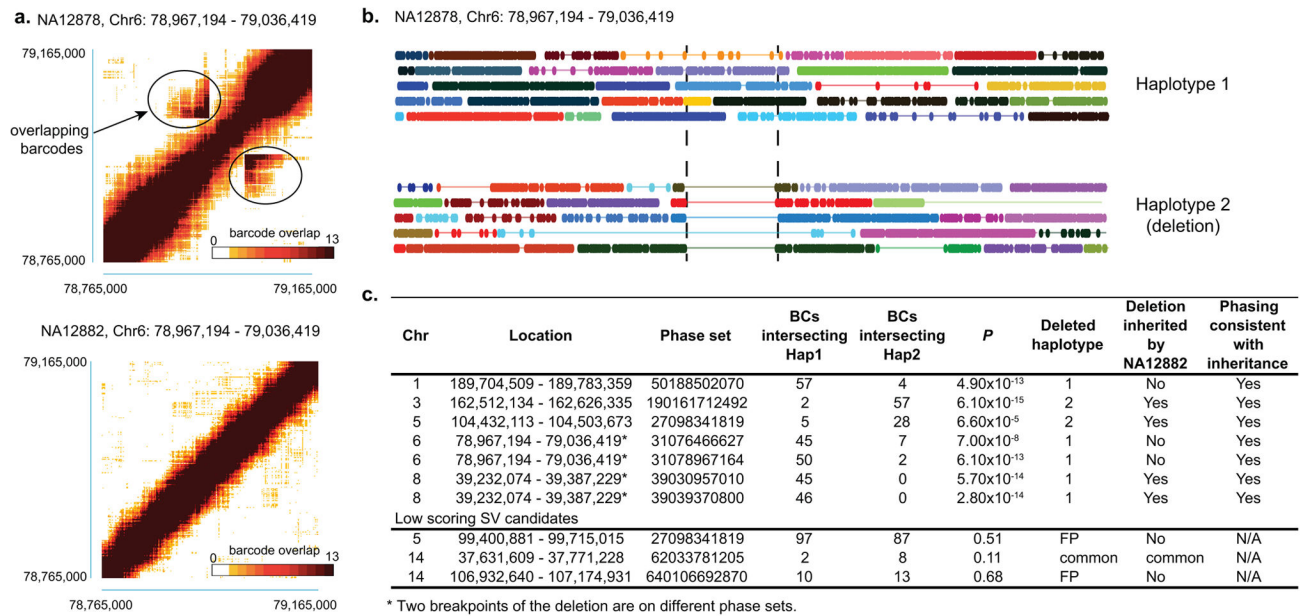 a. NA12878, Chr6: 78,967,194 - 79,036,419
79,165,000
overlapping
barcodes
0 barcode overlap 13
78,765,000
78,765,000 79,165,000
NA12882, Chr6: 78,967,194 - 79,036,419
79,165,000
0 barcode overlap 13
78,765,000
78,765,000 79,165,000
b. NA12878, Chr6: 78,967,194 - 79,036,419
Haplotype 1
Haplotype 2
(deletion)
c.
Chr Location Phase set BCs intersecting Hap1 BCs intersecting Hap2 P Deleted haplotype Deletion inherited by NA12882 Phasing consistent with inheritance
1 189,704,509 - 189,783,359 50188502070 57 4 4.90x10-13 1 No Yes
3 162,512,134 - 162,626,335 190161712492 2 57 6.10x10-15 2 Yes Yes
5 104,432,113 - 104,503,673 27098341819 5 28 6.60x10-5 2 Yes Yes
6 78,967,194 - 79,036,419* 31076466627 45 7 7.00x10-8 1 No Yes
6 78,967,194 - 79,036,419* 31078967164 50 2 6.10x10-13 1 No Yes
8 39,232,074 - 39,387,229* 39030957010 45 0 5.70x10-14 1 Yes Yes
8 39,232,074 - 39,387,229* 39039370800 46 0 2.80x10-14 1 Yes Yes
Low scoring SV candidates
5 99,400,881 - 99,715,015 27098341819 97 87 0.51 FP No N/A
14 37,631,609 - 37,771,228 62033781205 2 8 0.11 common common N/A
14 106,932,640 - 107,174,931 640106692870 10 13 0.68 FP No N/A
* Two breakpoints of the deletion are on different phase sets.